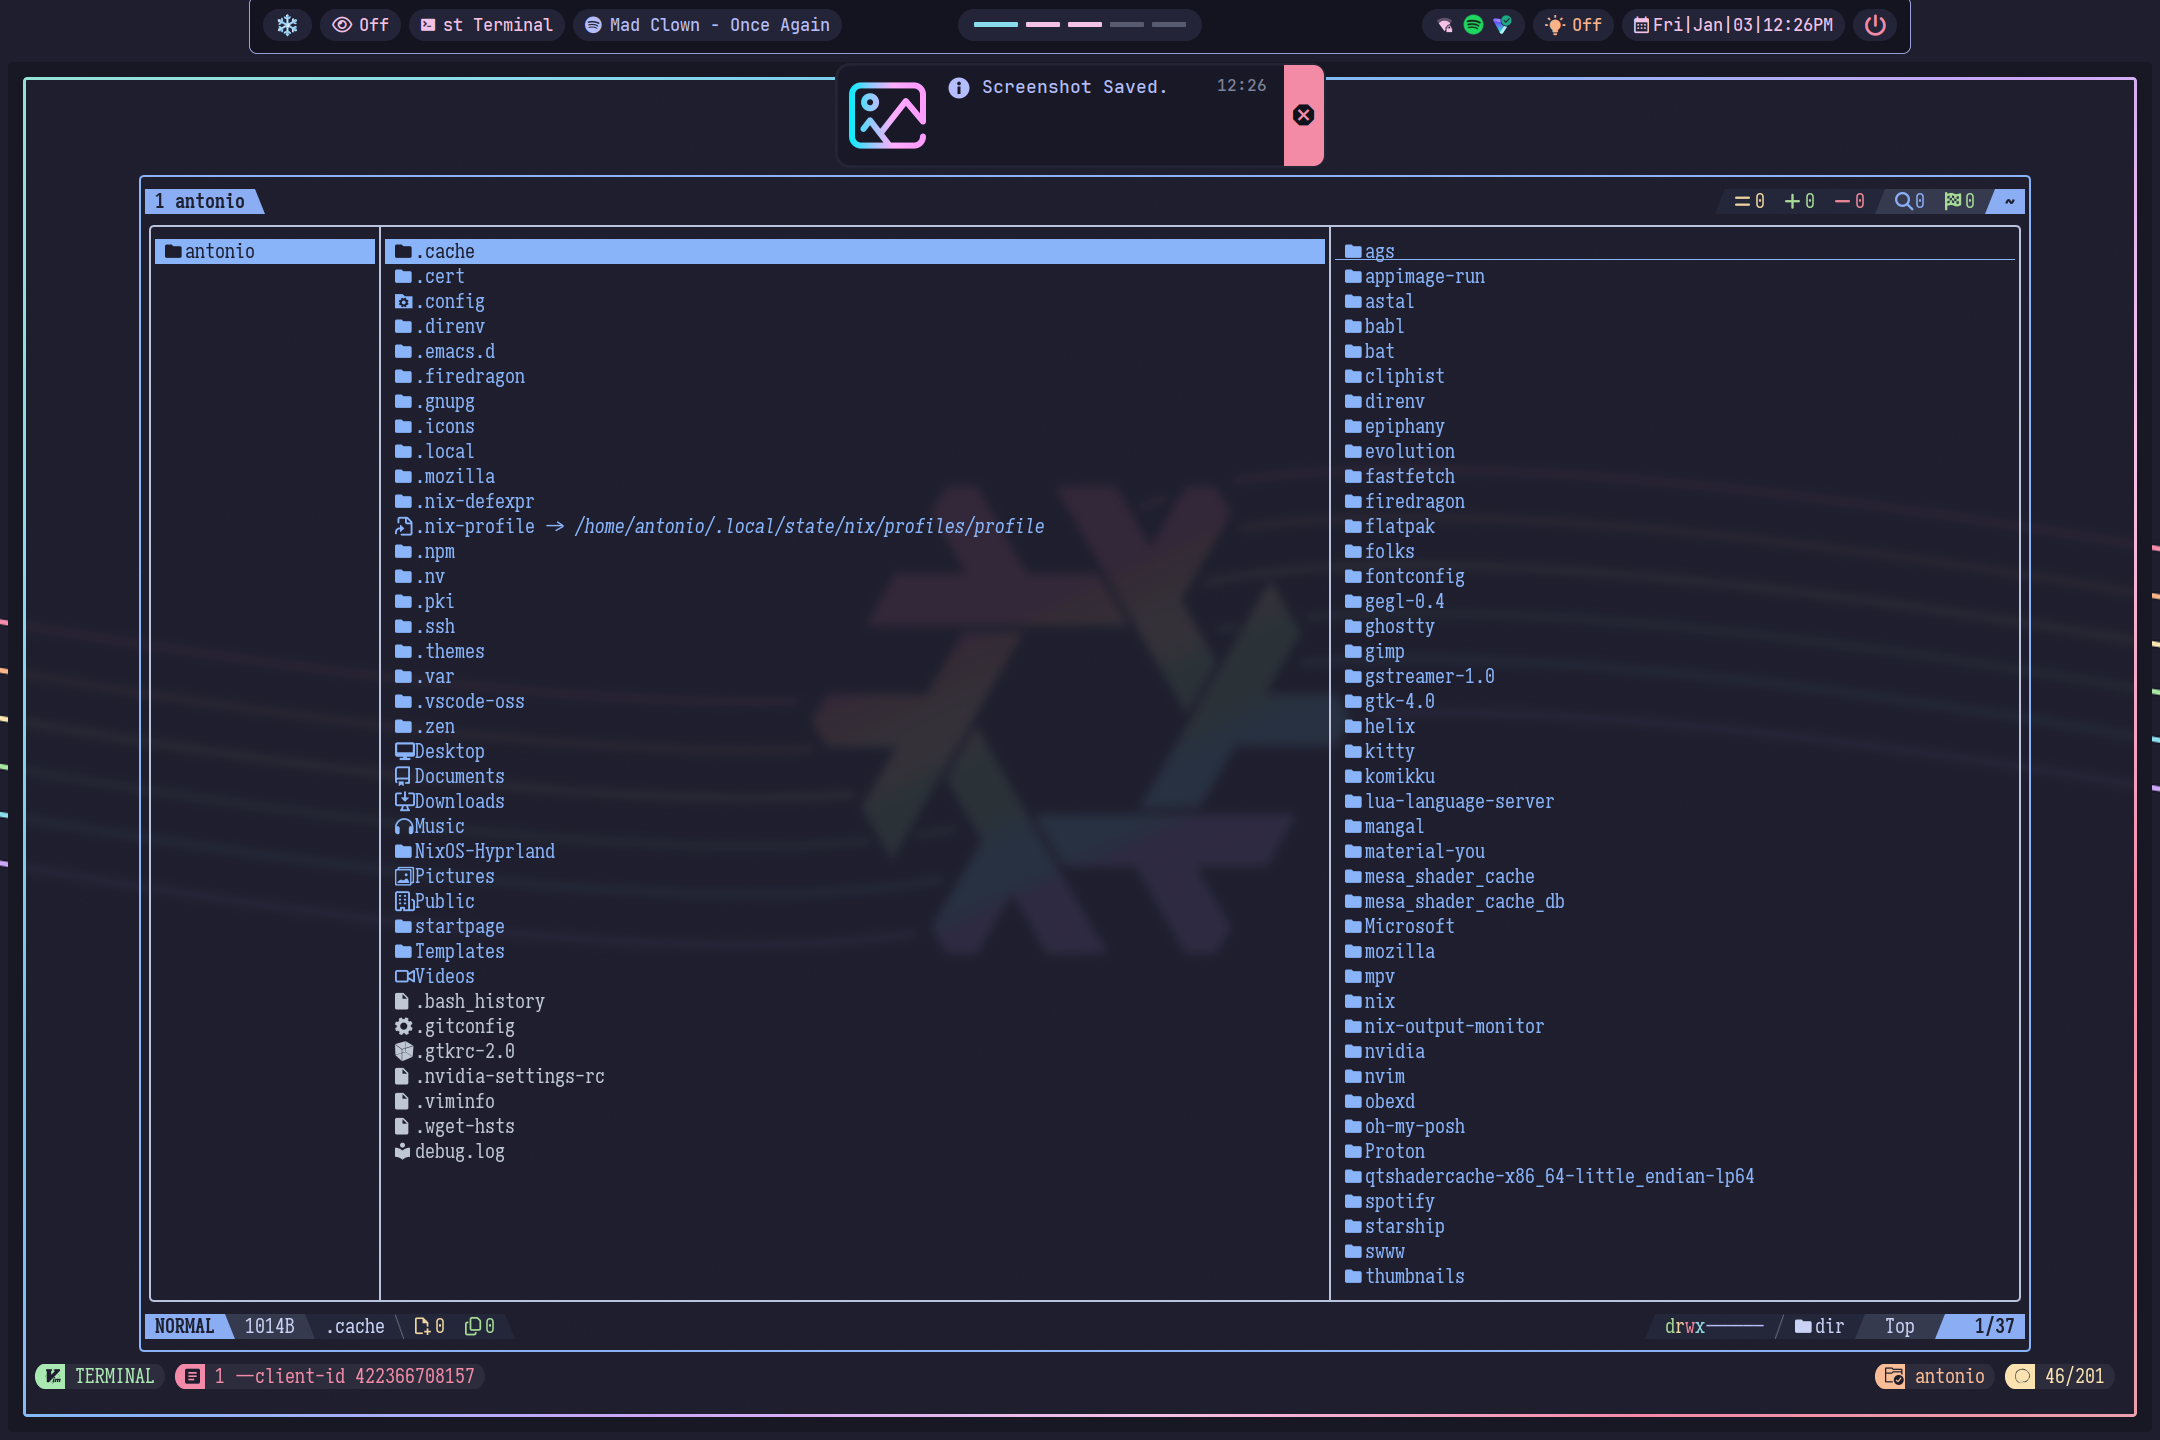 Off
st Terminal
Mad Clown - Once Again
Off
Fri|Jan|03|12:26PM
Screenshot Saved.
12:26
1 antonio
0 0 0 0 0 ~
antonio
.cache
.cert
.config
.direnv
.emacs.d
.firedragon
.gnupg
.icons
.local
.mozilla
.nix-defexpr
.nix-profile -> /home/antonio/.local/state/nix/profiles/profile
.npm
.nv
.pki
.ssh
.themes
.var
.vscode-oss
.zen
Desktop
Documents
Downloads
Music
NixOS-Hyprland
Pictures
Public
startpage
Templates
Videos
.bash_history
.gitconfig
.gtkrc-2.0
.nvidia-settings-rc
.viminfo
.wget-hsts
debug.log
ags
appimage-run
astal
babl
bat
cliphist
direnv
epiphany
evolution
fastfetch
firedragon
flatpak
folks
fontconfig
gegl-0.4
ghostty
gimp
gstreamer-1.0
gtk-4.0
helix
kitty
komikku
lua-language-server
mangal
material-you
mesa_shader_cache
mesa_shader_cache_db
Microsoft
mozilla
mpv
nix
nix-output-monitor
nvidia
nvim
obexd
oh-my-posh
Proton
qtshadercache-x86_64-little_endian-lp64
spotify
starship
swww
thumbnails
NORMAL 1014B .cache 0 0
drwx------ dir Top 1/37
TERMINAL 1 --client-id 422366708157
antonio 46/201